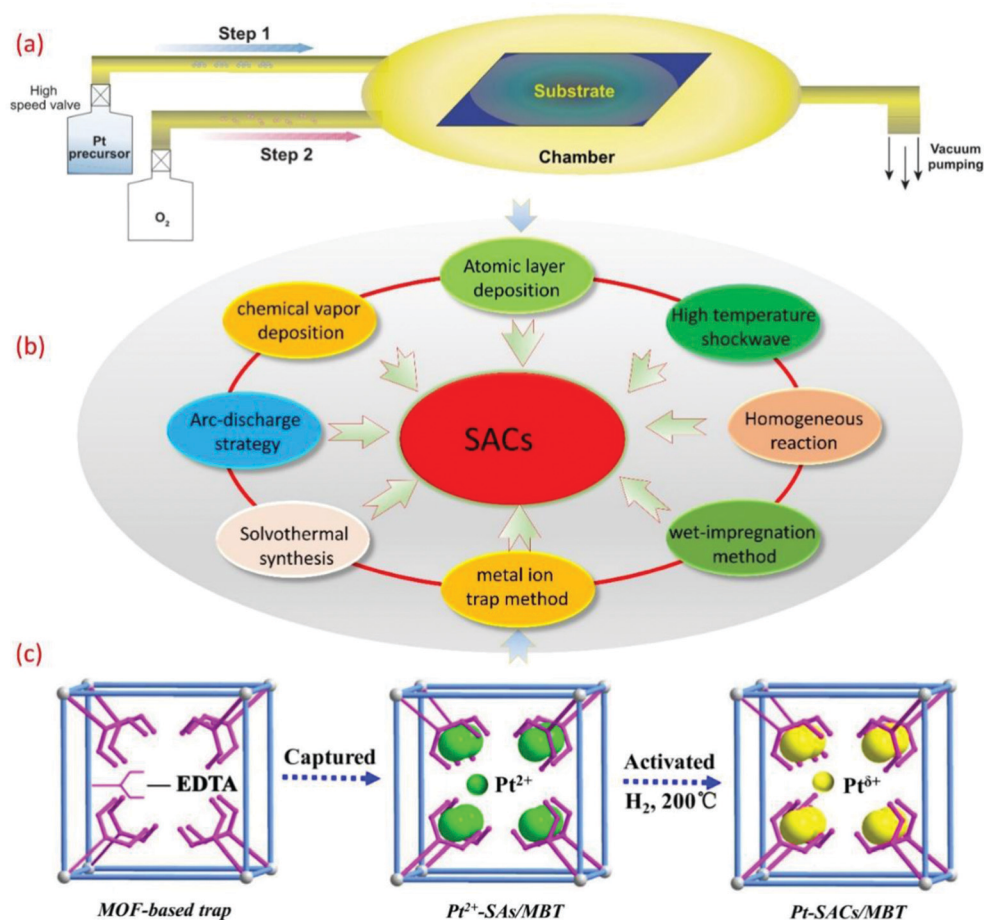 (a)
Step 1
High
speed valve
Pt
precursor
Step 2
O₂
Substrate
Chamber
Vacuum
pumping
(b)
Atomic layer
deposition
chemical vapor
deposition
High temperature
shockwave
Arc-discharge
strategy
SACs
Homogeneous
reaction
Solvothermal
synthesis
wet-impregnation
method
metal ion
trap method
(c)
EDTA
Captured
Pt²⁺
Activated
H₂, 200℃
Ptᵟ⁺
MOF-based trap
Pt²⁺-SAs/MBT
Pt-SACs/MBT